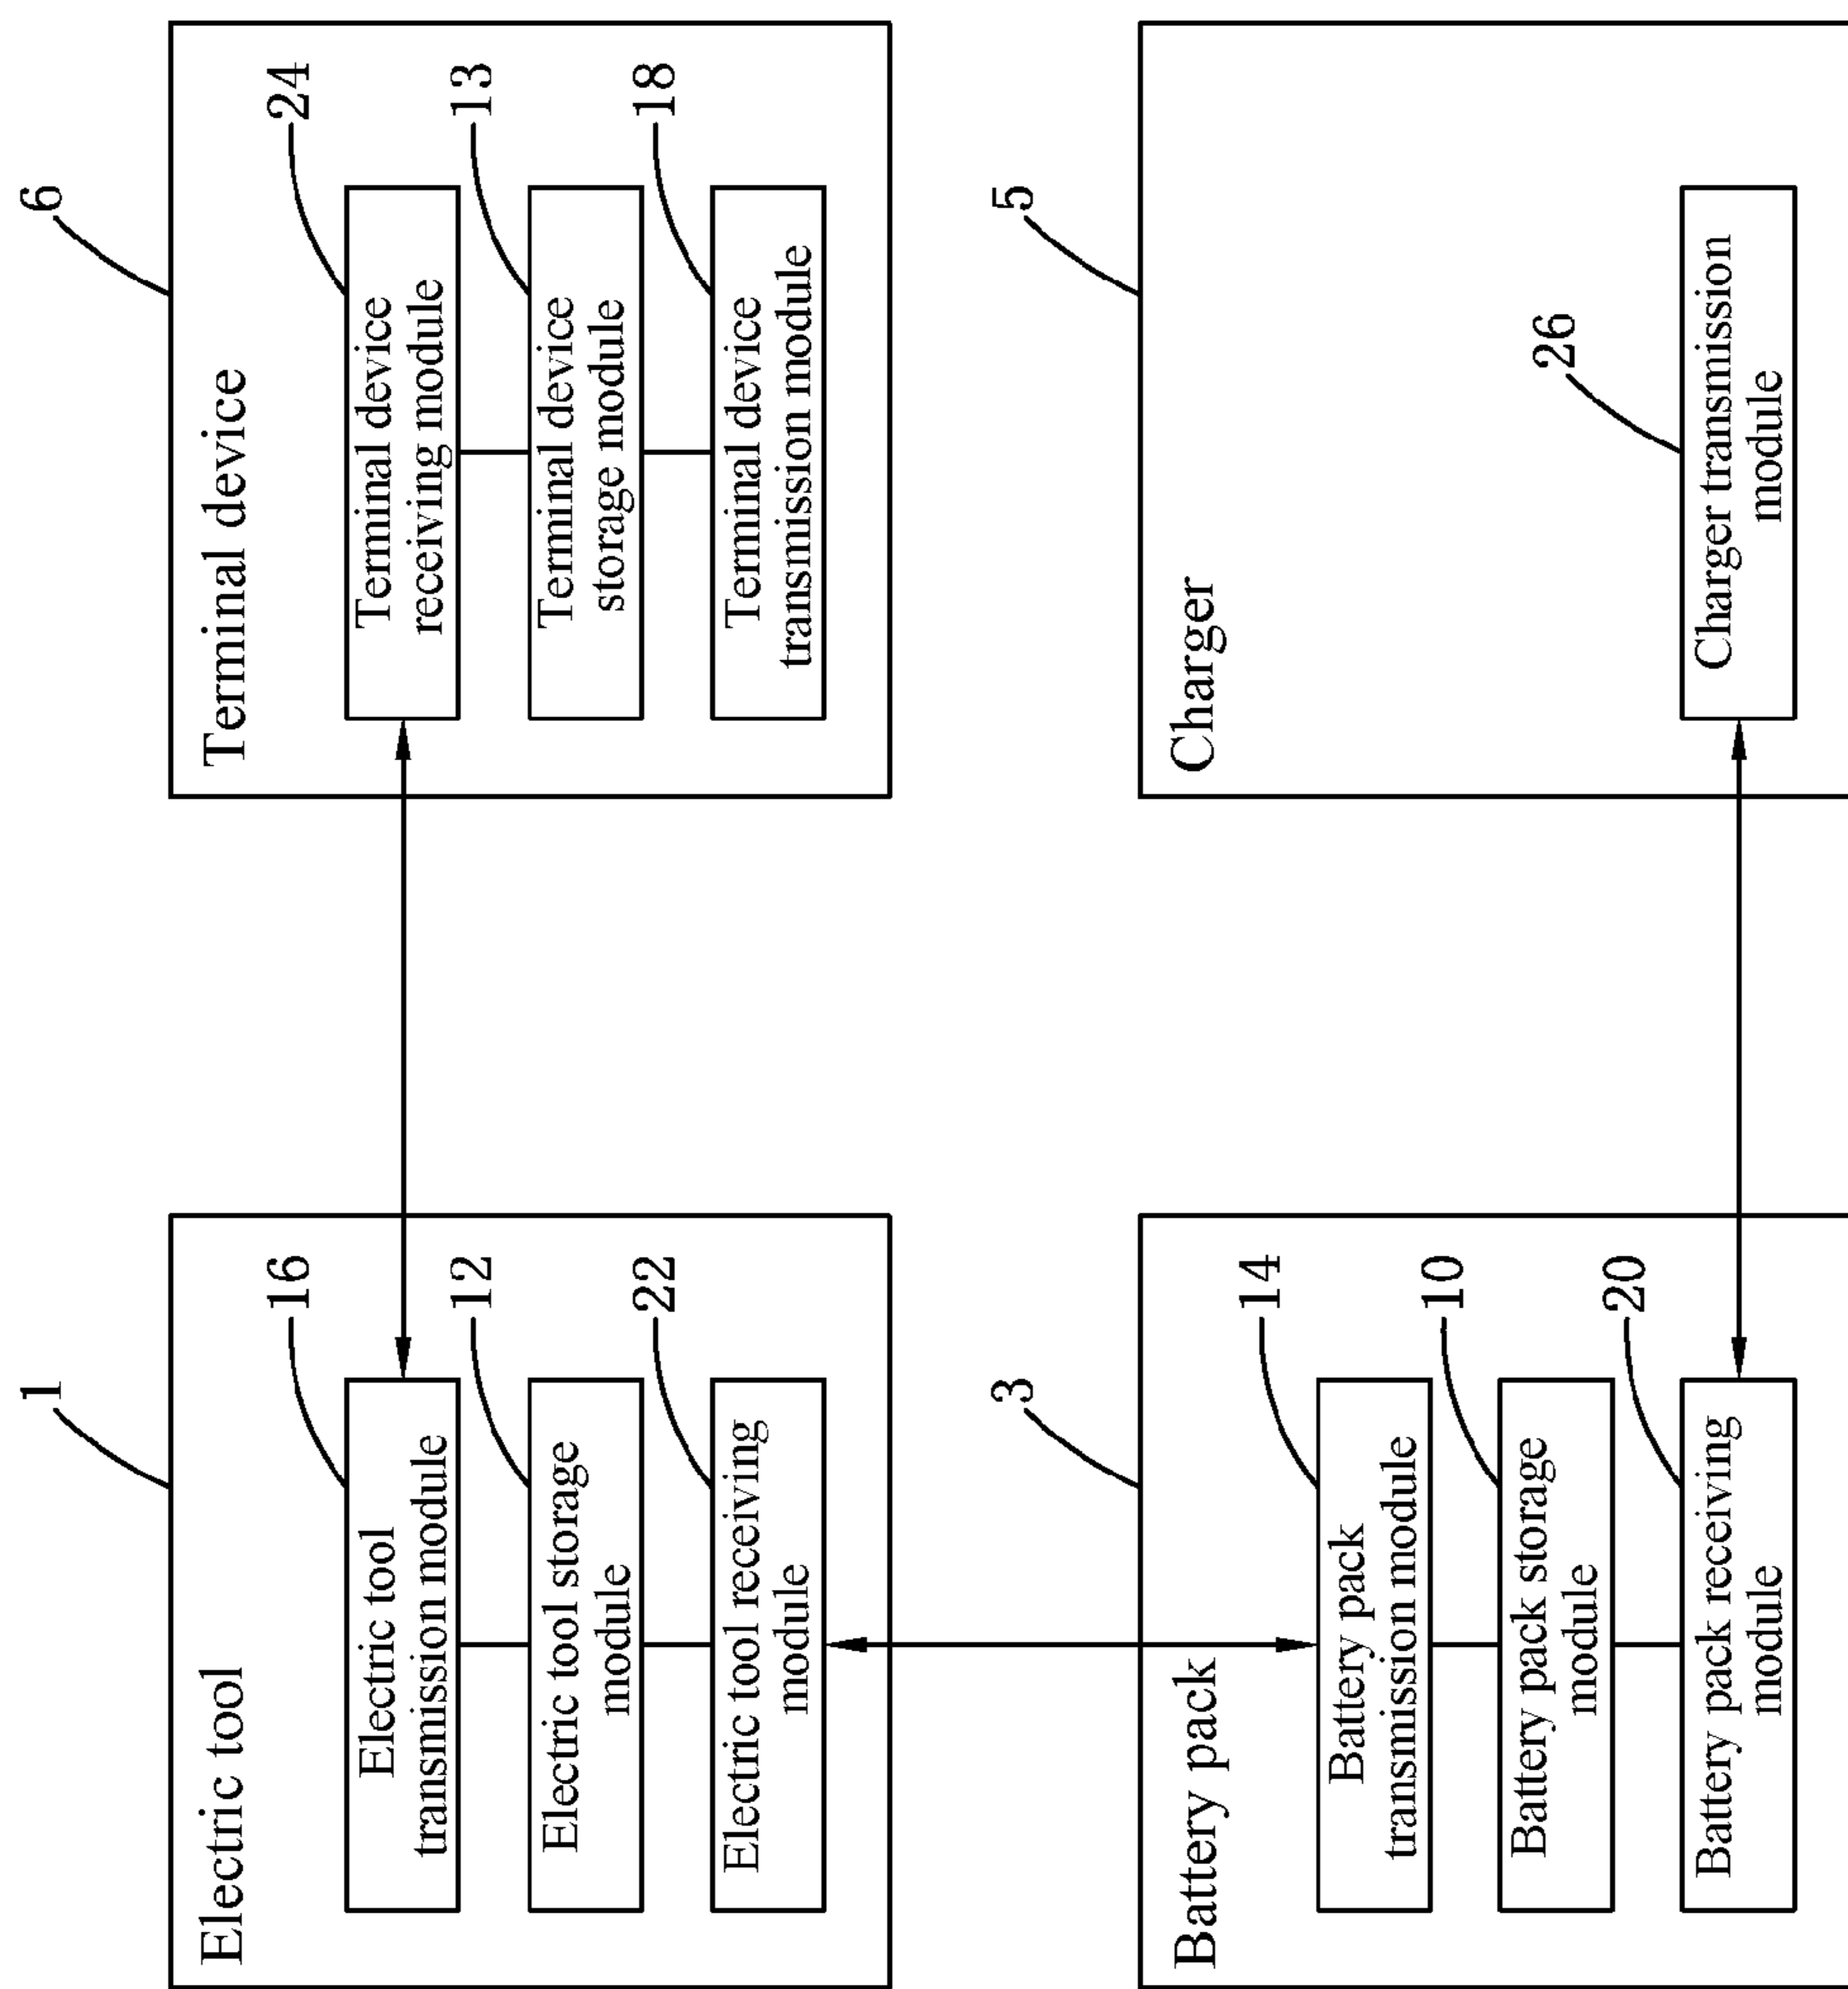 1
Electric tool
16
Electric tool
transmission module
12
Electric tool storage
module
22
Electric tool receiving
module
6
Terminal device
24
Terminal device
receiving module
13
Terminal device
storage module
18
Terminal device
transmission module
3
Battery pack
14
Battery pack
transmission module
10
Battery pack storage
module
20
Battery pack receiving
module
5
Charger
26
Charger transmission
module